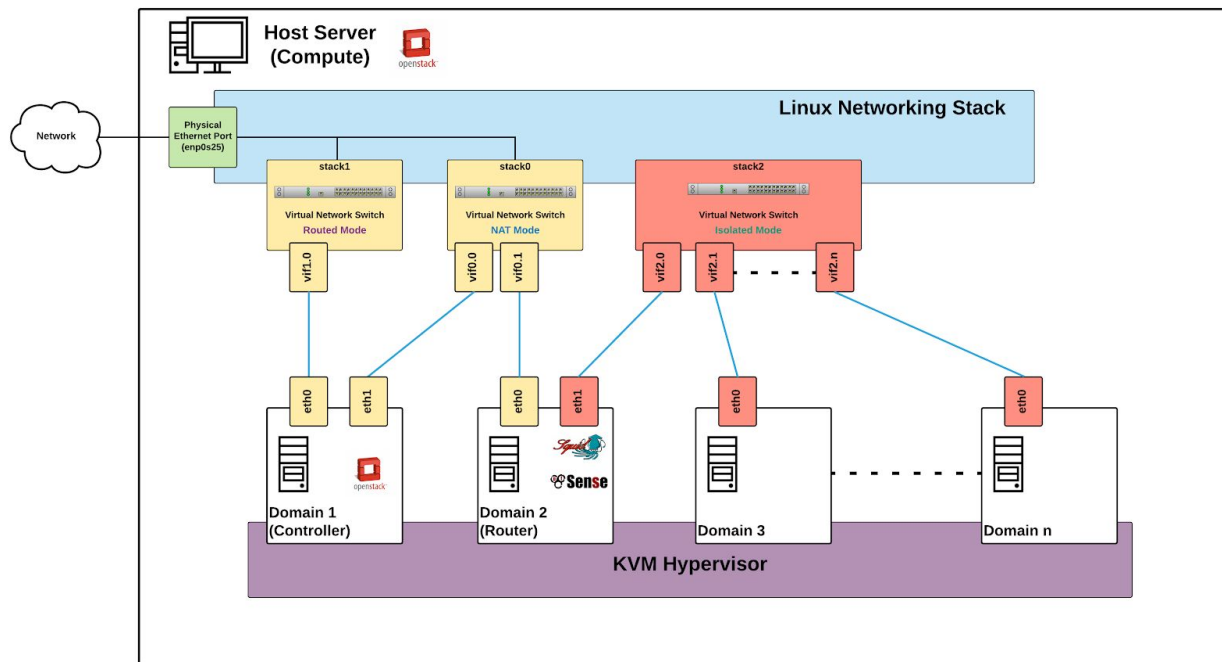 Host Server
(Compute)
openstack
Linux Networking Stack
Network
Physical
Ethernet Port
(enp0s25)
stack1
Virtual Network Switch
Routed Mode
stack0
Virtual Network Switch
NAT Mode
stack2
Virtual Network Switch
Isolated Mode
vif1.0
vif0.0
vif0.1
vif2.0
vif2.1
vif2.n
eth0
eth1
eth0
eth1
eth0
eth0
openstack
Squid
Sense
Domain 1
(Controller)
Domain 2
(Router)
Domain 3
Domain n
KVM Hypervisor